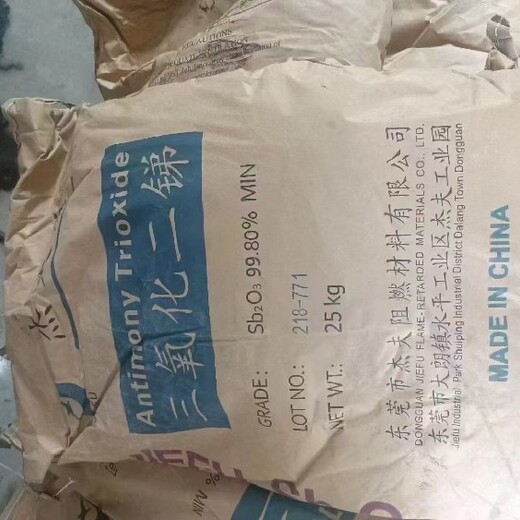 Antimony Trioxide
三氧化二锑
GRADE: Sb₂O₃ 99.80% MIN
LOT NO.: 218-771
NET WT.: 25 kg
东莞市杰夫阻燃材料有限公司
DONGGUAN JIEFU FLAME-RETARDED MATERIALS CO., LTD.
东莞市大朗镇水平工业区杰夫工业园
Jiefu Industrial Park Shuiping Industrial District Dalang Town Dongguan
MADE IN CHINA
% MIN